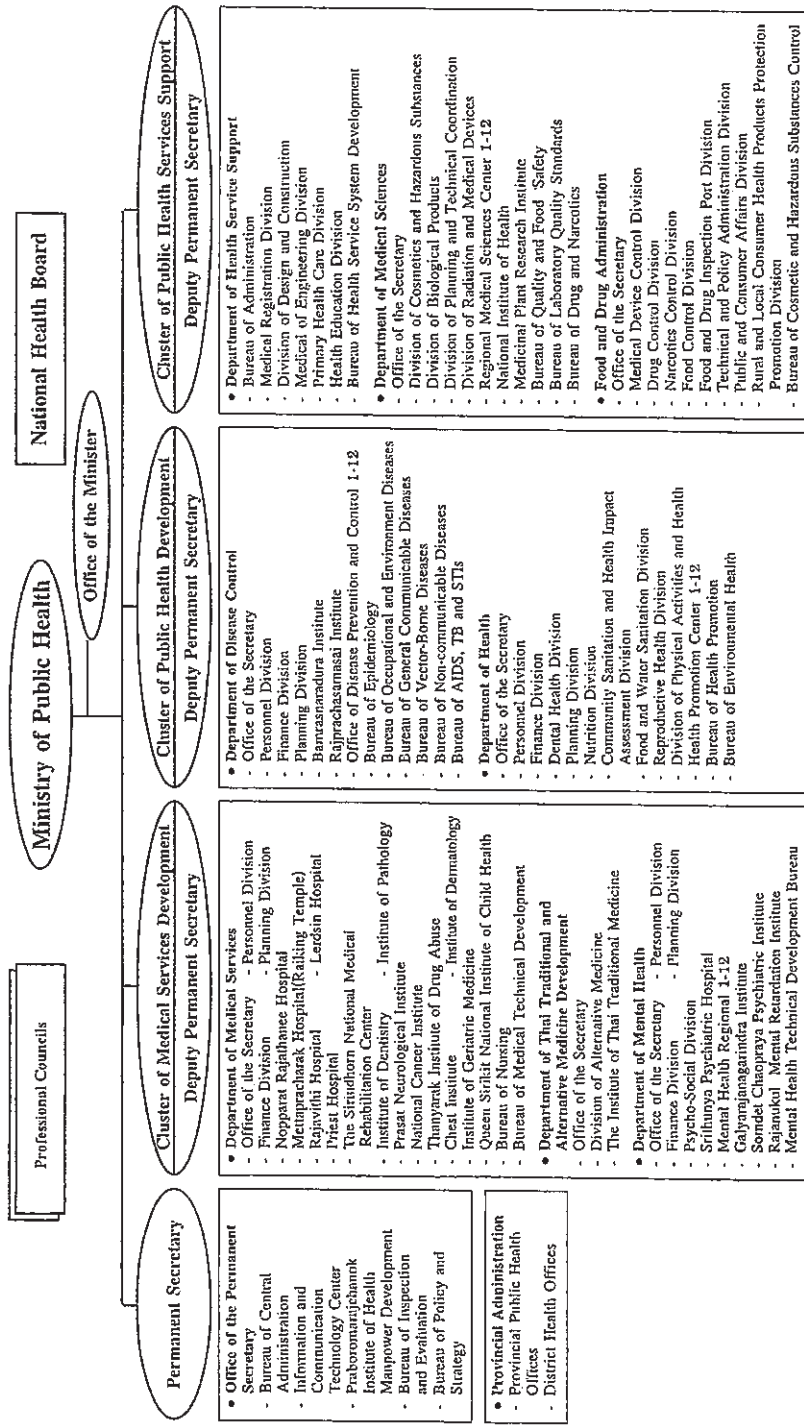 Professional Councils
Ministry of Public Health
National Health Board
Office of the Minister
Permanent Secretary
Cluster of Medical Services Development
Deputy Permanent Secretary
Cluster of Public Health Development
Deputy Permanent Secretary
Cluster of Public Health Services Support
Deputy Permanent Secretary
• Office of the Permanent
Secretary
- Bureau of Central
Administration
- Information and
Communication
Technology Center
- Praboromarajchanok
Institute of Health
Manpower Development
- Bureau of Inspection
and Evaluation
- Bureau of Policy and
Strategy
• Provincial Administration
- Provincial Public Health
Offices
- District Health Offices
• Department of Medical Services
- Office of the Secretary - Personnel Division
- Finance Division - Planning Division
- Nopparat Rajathanee Hospital
- Mettapracharak Hospital(Raiking Temple)
- Rajavithi Hospital - Lerdsin Hospital
- Priest Hospital
- The Sirindhorn National Medical
Rehabilitation Center
- Institute of Dentistry - Institute of Pathology
- Prasat Neurological Institute
- National Cancer Institute
- Thanyarak Institute of Drug Abuse
- Chest Institute - Institute of Dermatology
- Institute of Geriatric Medicine
- Queen Sirikit National Institute of Child Health
- Bureau of Nursing
- Bureau of Medical Technical Development
• Department of Thai Traditional and
Alternative Medicine Development
- Office of the Secretary
- Division of Alternative Medicine
- The Institute of Thai Traditional Medicine
• Department of Mental Health
- Office of the Secretary - Personnel Division
- Finance Division - Planning Division
- Psycho-Social Division
- Srithunya Psychiatric Hospital
- Mental Health Regional 1-12
- Galyarajanagarindra Institute
- Somdet Chaopraya Psychiatric Institute
- Rajanukul Mental Retardation Institute
- Mental Health Technical Development Bureau
• Department of Disease Control
- Office of the Secretary
- Personnel Division
- Finance Division
- Planning Division
- Bamrasnaradura Institute
- Rajprachasamasai Institute
- Office of Disease Prevention and Control 1-12
- Bureau of Epidemiology
- Bureau of Occupational and Environment Diseases
- Bureau of General Communicable Diseases
- Bureau of Vector-Borne Diseases
- Bureau of Non-communicable Diseases
- Bureau of AIDS, TB and STIs
• Department of Health
- Office of the Secretary
- Personnel Division
- Finance Division
- Dental Health Division
- Planning Division
- Nutrition Division
- Community Sanitation and Health Impact
Assessment Division
- Food and Water Sanitation Division
- Reproductive Health Division
- Division of Physical Activities and Health
- Health Promotion Center 1-12
- Bureau of Health Promotion
- Bureau of Environmental Health
• Department of Health Service Support
- Bureau of Administration
- Medical Registration Division
- Division of Design and Construction
- Medical of Engineering Division
- Primary Health Care Division
- Health Education Division
- Bureau of Health Service System Development
• Department of Medical Sciences
- Office of the Secretary
- Division of Cosmetics and Hazardous Substances
- Division of Biological Products
- Division of Planning and Technical Coordination
- Division of Radiation and Medical Devices
- Regional Medical Sciences Center 1-12
- National Institute of Health
- Medicinal Plant Research Institute
- Bureau of Quality and Food Safety
- Bureau of Laboratory Quality Standards
- Bureau of Drug and Narcotics
• Food and Drug Administration
- Office of the Secretary
- Medical Device Control Division
- Drug Control Division
- Narcotics Control Division
- Food Control Division
- Food and Drug Inspection Port Division
- Technical and Policy Administration Division
- Public and Consumer Affairs Division
- Rural and Local Consumer Health Products Protection
Promotion Division
- Bureau of Cosmetic and Hazardous Substances Control